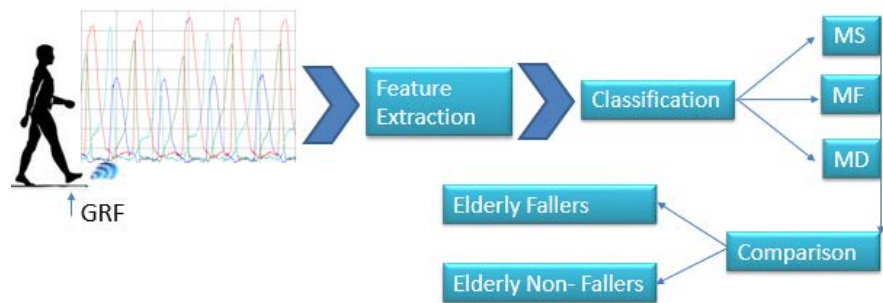 GRF
Feature
Extraction
Classification
MS
MF
MD
Comparison
Elderly Fallers
Elderly Non- Fallers